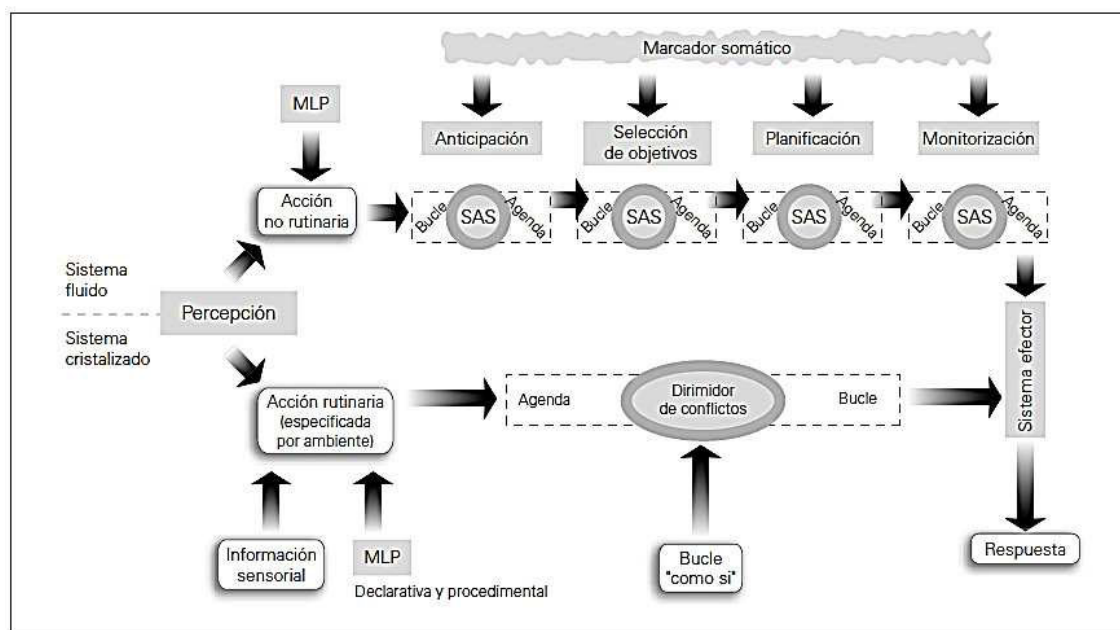 Marcador somático
MLP
Anticipación
Selección
de objetivos
Planificación
Monitorización
Acción
no rutinaria
Bucle
SAS
Agenda
Bucle
SAS
Agenda
Bucle
SAS
Agenda
Bucle
SAS
Agenda
Sistema
fluido
Percepción
Sistema
cristalizado
Sistema efector
Acción rutinaria
(especificada
por ambiente)
Agenda
Dirimidor
de conflictos
Bucle
Información
sensorial
MLP
Declarativa y procedimental
Bucle
"como si"
Respuesta